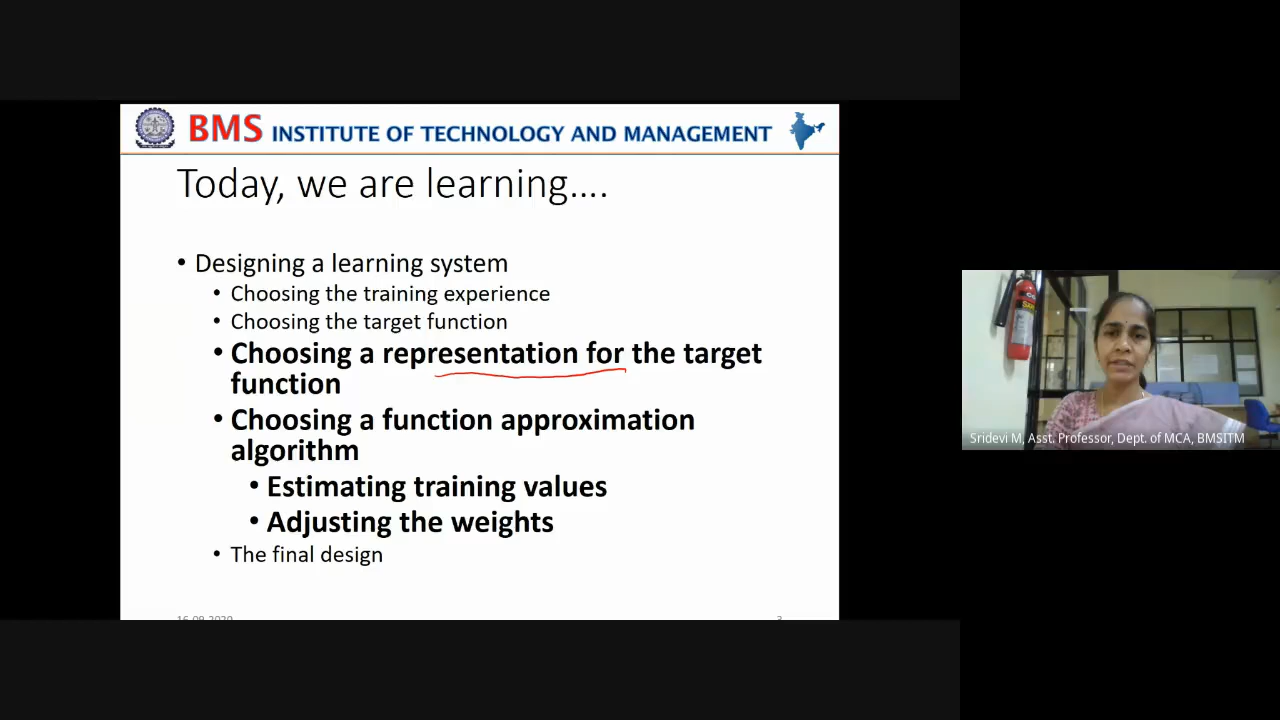 BMS INSTITUTE OF TECHNOLOGY AND MANAGEMENT
Today, we are learning....
• Designing a learning system
• Choosing the training experience
• Choosing the target function
• Choosing a representation for the target
function
• Choosing a function approximation
algorithm
• Estimating training values
• Adjusting the weights
• The final design
Sridevi M, Asst. Professor, Dept. of MCA, BMSITM